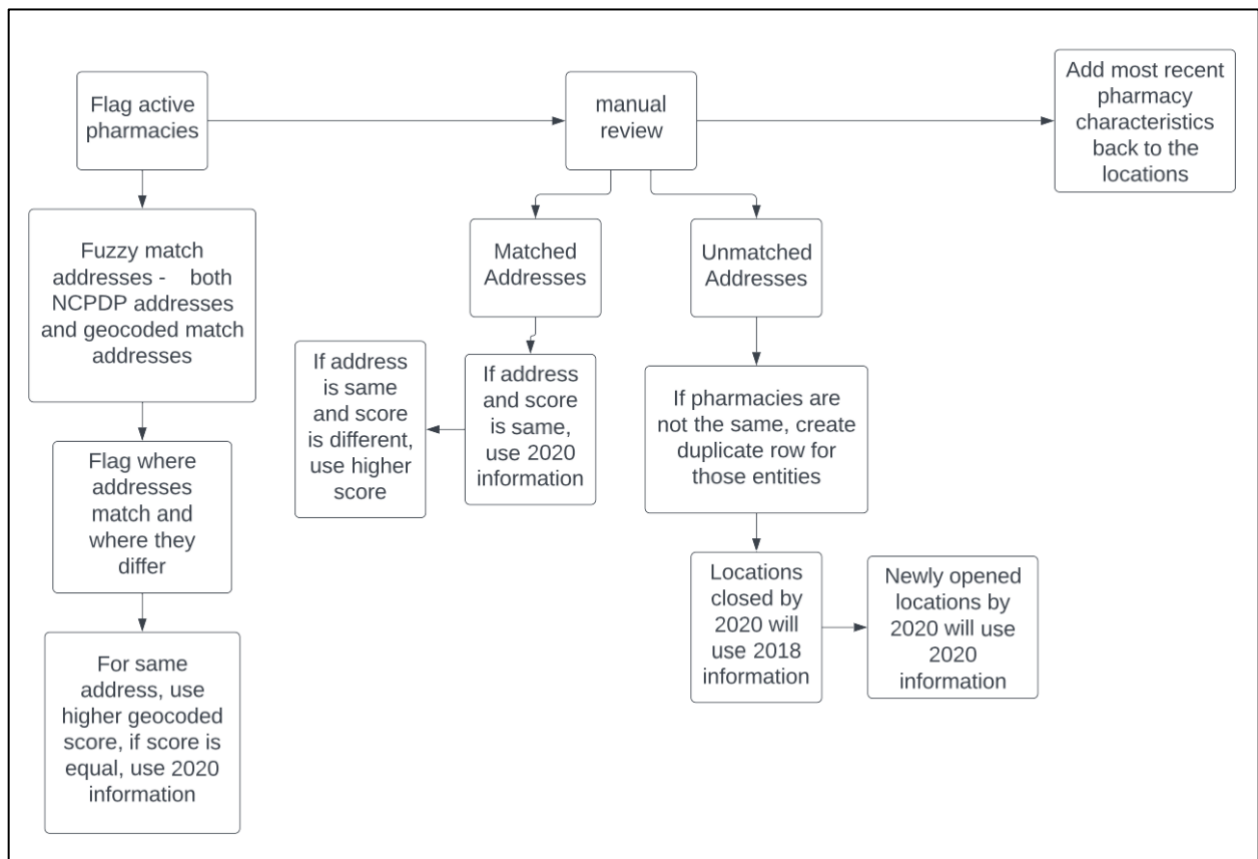 Flag active
pharmacies
Fuzzy match
addresses - both
NCPDP addresses
and geocoded match
addresses
Flag where
addresses
match and
where they
differ
For same
address, use
higher geocoded
score, if score is
equal, use 2020
information
manual
review
Matched
Addresses
If address
and score
is same,
use 2020
information
If address
is same
and score
is different,
use higher
score
Unmatched
Addresses
If pharmacies are
not the same, create
duplicate row for
those entities
Locations
closed by
2020 will
use 2018
information
Newly opened
locations by
2020 will use
2020
information
Add most recent
pharmacy
characteristics
back to the
locations